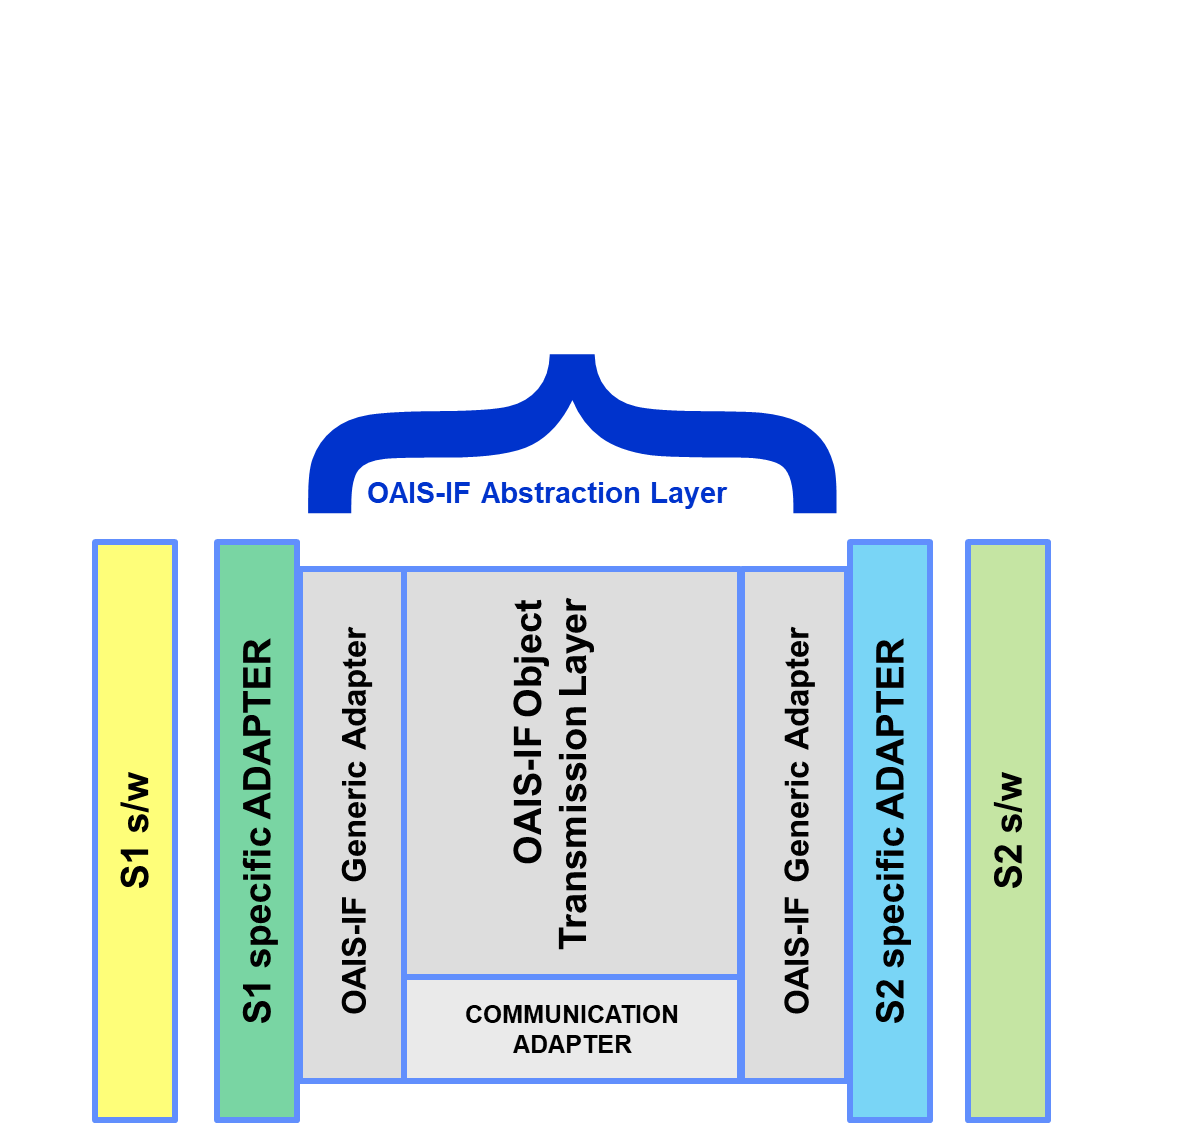 OAIS-IF Abstraction Layer
S1 s/w
S1 specific ADAPTER
OAIS-IF Generic Adapter
OAIS-IF Object
Transmission Layer
COMMUNICATION
ADAPTER
OAIS-IF Generic Adapter
S2 specific ADAPTER
S2 s/w